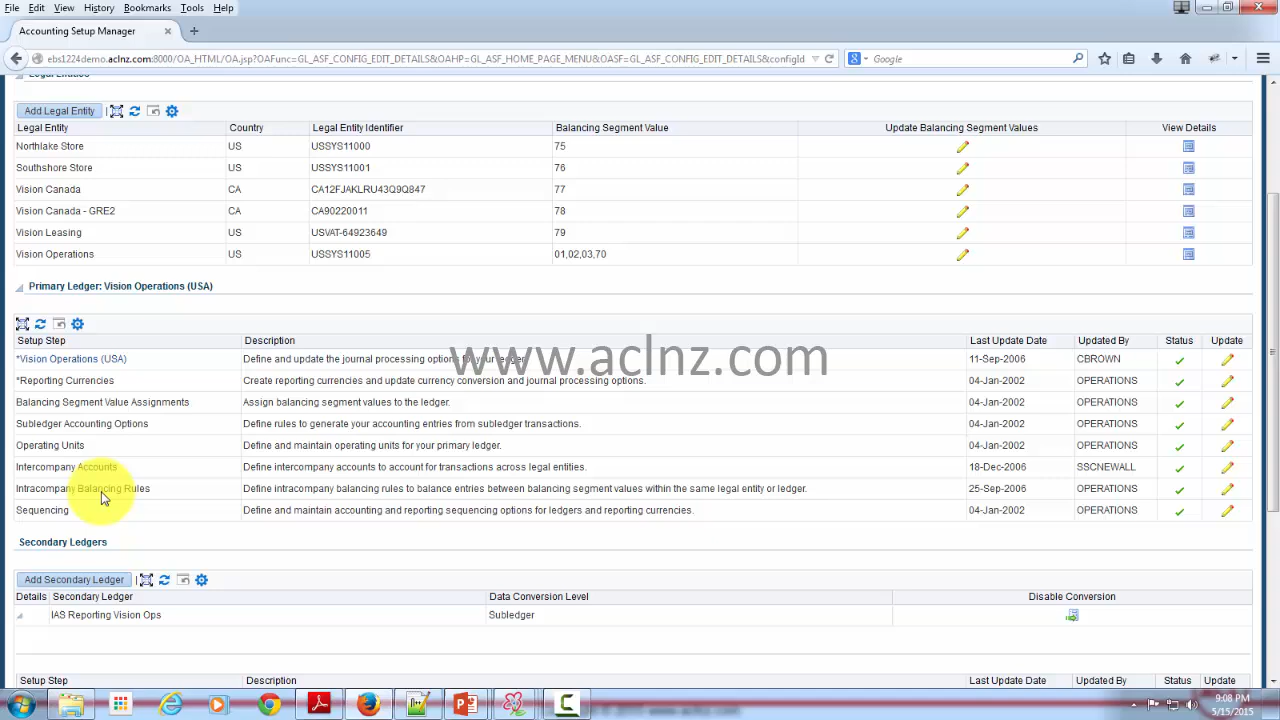 File Edit View History Bookmarks Tools Help
Accounting Setup Manager
ebs1224demo.aclnz.com:8000/OA_HTML/OA.jsp?OAFunc=GL_ASF_CONFIG_EDIT_DETAILS&OAHP=GL_ASF_HOME_PAGE_MENU&OASF=GL_ASF_CONFIG_EDIT_DETAILS&configId
Google
Legal Entities
Add Legal Entity
Legal Entity Country Legal Entity Identifier Balancing Segment Value Update Balancing Segment Values View Details
Northlake Store US USSYS11000 75
Southshore Store US USSYS11001 76
Vision Canada CA CA12FJAKLRU43Q9Q847 77
Vision Canada - GRE2 CA CA90220011 78
Vision Leasing US USVAT-64923649 79
Vision Operations US USSYS11005 01,02,03,70
Primary Ledger: Vision Operations (USA)
Setup Step Description Last Update Date Updated By Status Update
*Vision Operations (USA) Define and update the journal processing options for your ledger. 11-Sep-2006 CBROWN
www.aclnz.com
*Reporting Currencies Create reporting currencies and update currency conversion and journal processing options. 04-Jan-2002 OPERATIONS
Balancing Segment Value Assignments Assign balancing segment values to the ledger. 04-Jan-2002 OPERATIONS
Subledger Accounting Options Define rules to generate your accounting entries from subledger transactions. 04-Jan-2002 OPERATIONS
Operating Units Define and maintain operating units for your primary ledger. 04-Jan-2002 OPERATIONS
Intercompany Accounts Define intercompany accounts to account for transactions across legal entities. 18-Dec-2006 SSCNEWALL
Intracompany Balancing Rules Define intracompany balancing rules to balance entries between balancing segment values within the same legal entity or ledger. 25-Sep-2006 OPERATIONS
Sequencing Define and maintain accounting and reporting sequencing options for ledgers and reporting currencies. 04-Jan-2002 OPERATIONS
Secondary Ledgers
Add Secondary Ledger
Details Secondary Ledger Data Conversion Level Disable Conversion
IAS Reporting Vision Ops Subledger
Setup Step Description Last Update Date Updated By Status Update
9:08 PM
5/15/2015